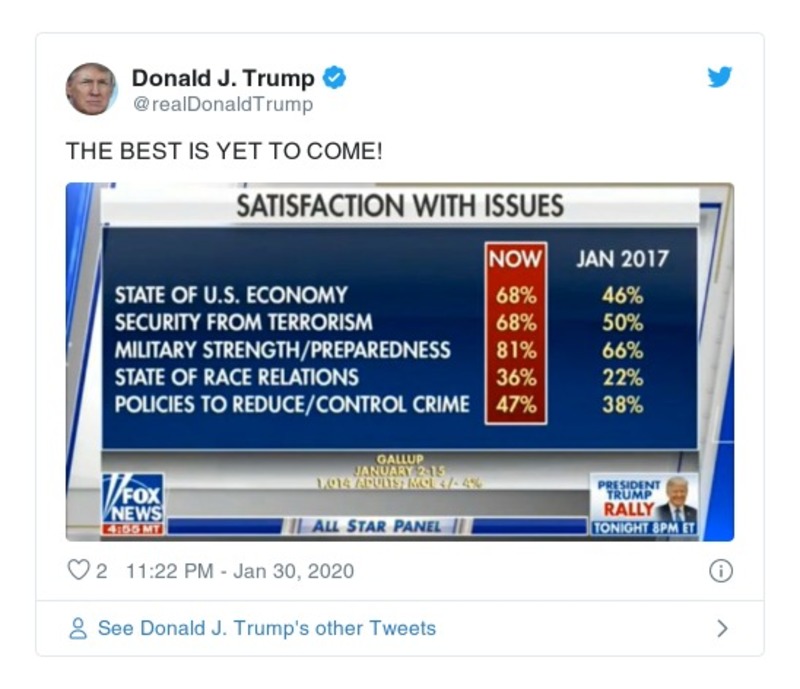 Donald J. Trump
@realDonaldTrump
THE BEST IS YET TO COME!
SATISFACTION WITH ISSUES
NOW JAN 2017
STATE OF U.S. ECONOMY 68% 46%
SECURITY FROM TERRORISM 68% 50%
MILITARY STRENGTH/PREPAREDNESS 81% 66%
STATE OF RACE RELATIONS 36% 22%
POLICIES TO REDUCE/CONTROL CRIME 47% 38%
GALLUP
JANUARY 2-15
1,014 ADULTS; MOE +/- 4%
FOX
NEWS
4:55 MT
ALL STAR PANEL
PRESIDENT
TRUMP
RALLY
TONIGHT 8PM ET
2 11:22 PM - Jan 30, 2020
See Donald J. Trump's other Tweets